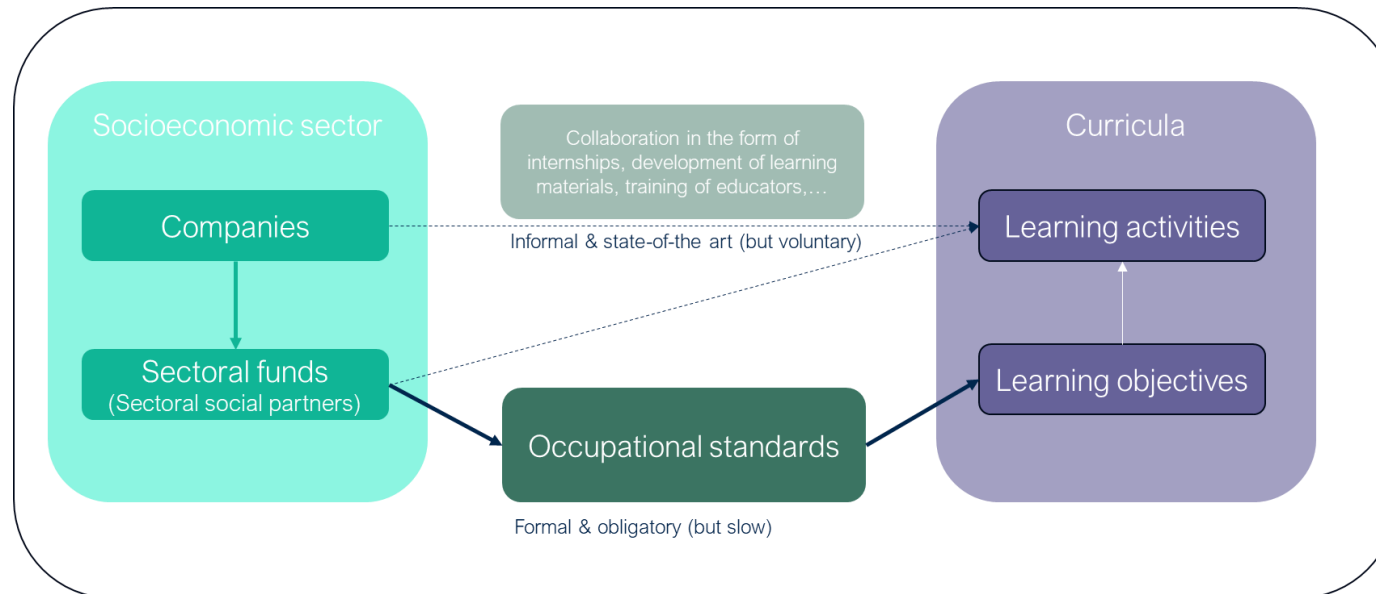 Socioeconomic sector
Companies
Sectoral funds
(Sectoral social partners)
Collaboration in the form of
internships, development of learning
materials, training of educators,…
Informal & state-of-the art (but voluntary)
Occupational standards
Formal & obligatory (but slow)
Curricula
Learning activities
Learning objectives